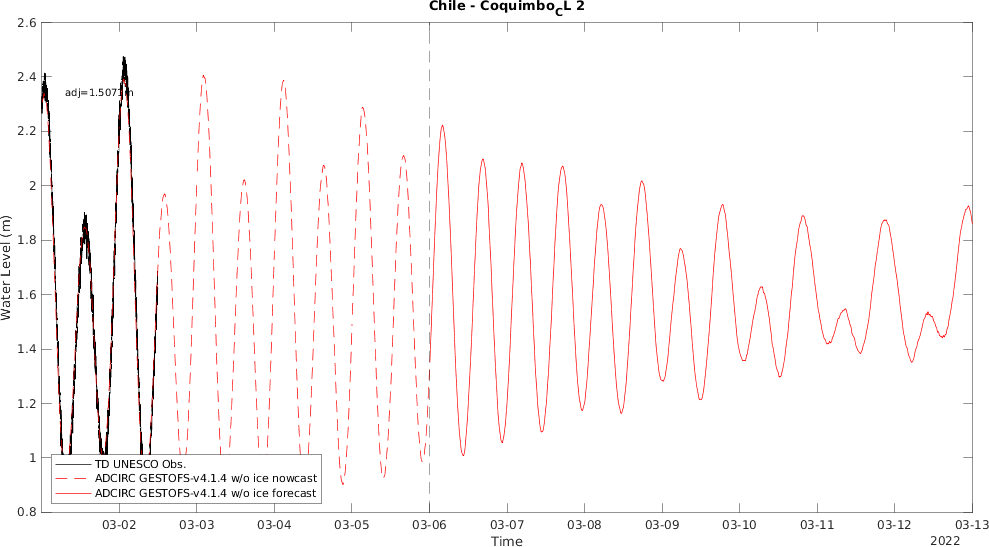 Chile - Coquimbo_CL 2
2.6
2.4
2.2
2
1.8
1.6
1.4
1.2
1
0.8
Water Level (m)
adj=1.5071m
TD UNESCO Obs.
ADCIRC GESTOFS-v4.1.4 w/o ice nowcast
ADCIRC GESTOFS-v4.1.4 w/o ice forecast
03-02 03-03 03-04 03-05 03-06 03-07 03-08 03-09 03-10 03-11 03-12 03-13
Time
2022